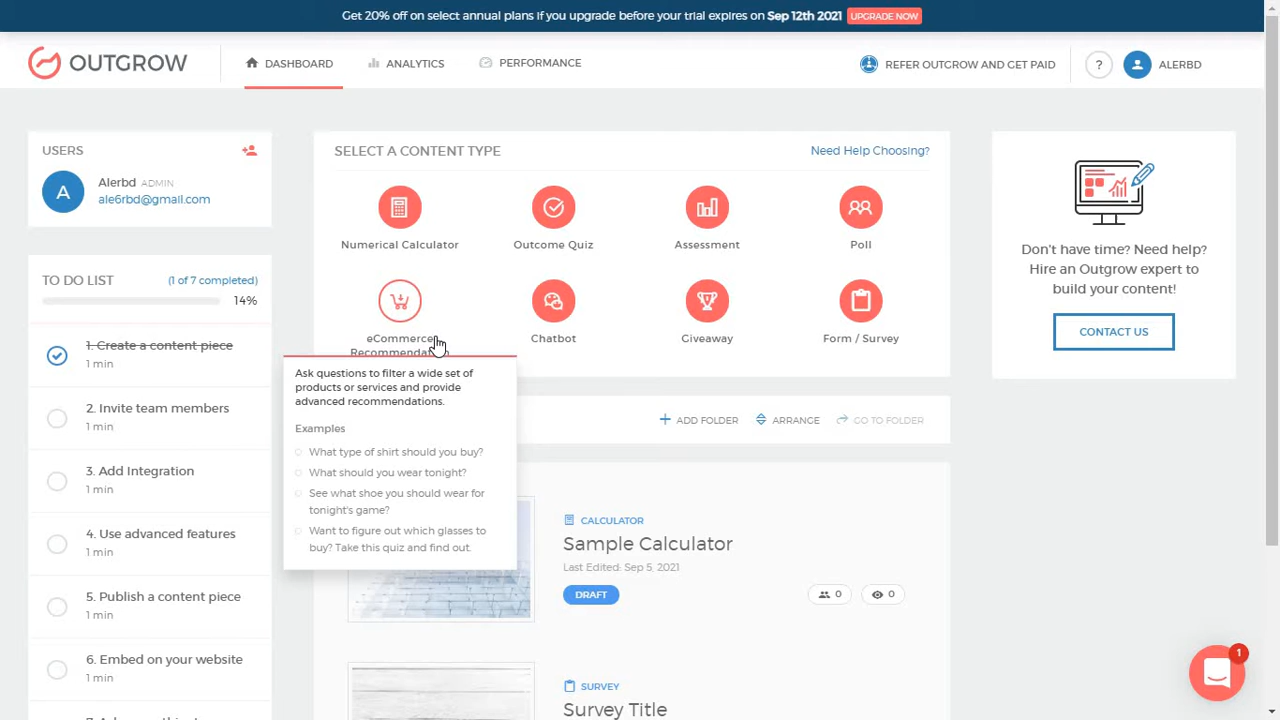 Get 20% off on select annual plans if you upgrade before your trial expires on Sep 12th 2021 UPGRADE NOW
OUTGROW
DASHBOARD
ANALYTICS
PERFORMANCE
REFER OUTGROW AND GET PAID
?
ALERBD
USERS
A
Alerbd ADMIN
ale6rbd@gmail.com
TO DO LIST
(1 of 7 completed)
14%
1. Create a content piece
1 min
2. Invite team members
1 min
3. Add Integration
1 min
4. Use advanced features
1 min
5. Publish a content piece
1 min
6. Embed on your website
1 min
SELECT A CONTENT TYPE
Need Help Choosing?
Numerical Calculator
Outcome Quiz
Assessment
Poll
eCommerce
Chatbot
Giveaway
Form / Survey
Ask questions to filter a wide set of
products or services and provide
advanced recommendations.
Examples
What type of shirt should you buy?
What should you wear tonight?
See what shoe you should wear for
tonight's game?
Want to figure out which glasses to
buy? Take this quiz and find out.
ADD FOLDER
ARRANGE
GO TO FOLDER
CALCULATOR
Sample Calculator
Last Edited: Sep 5, 2021
DRAFT
0
0
SURVEY
Survey Title
Don't have time? Need help?
Hire an Outgrow expert to
build your content!
CONTACT US
1